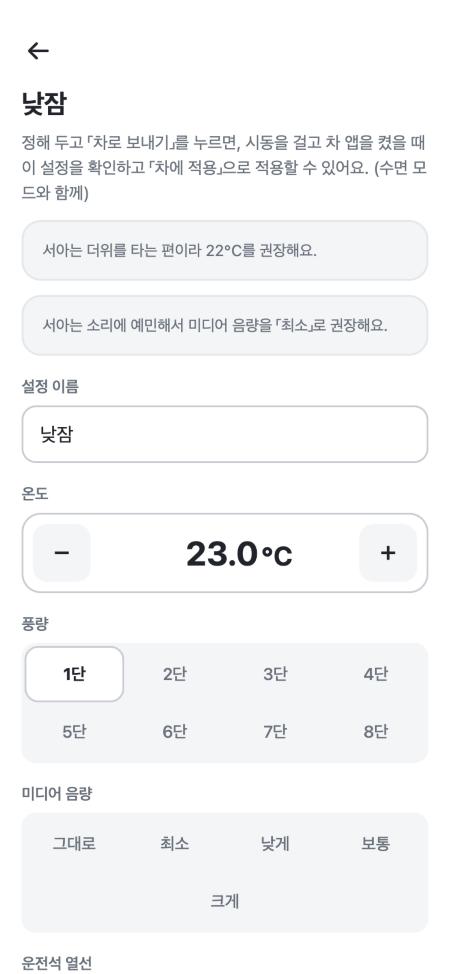 낮잠
정해 두고 「차로 보내기」를 누르면, 시동을 걸고 차 앱을 켰을 때
이 설정을 확인하고 「차에 적용」으로 적용할 수 있어요. (수면 모
드와 함께)
서아는 더위를 타는 편이라 22°C를 권장해요.
서아는 소리에 예민해서 미디어 음량을 「최소」로 권장해요.
설정 이름
낮잠
온도
− 23.0°C +
풍량
1단 2단 3단 4단
5단 6단 7단 8단
미디어 음량
그대로 최소 낮게 보통
크게
운전석 열선